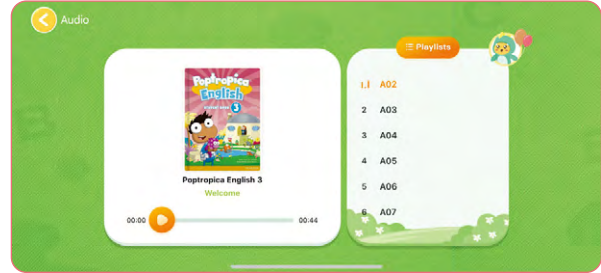 Audio
Poptropica
English
3
Poptropica English 3
Welcome
00:00
00:44
Playlists
A02
2 A03
3 A04
4 A05
5 A06
6 A07